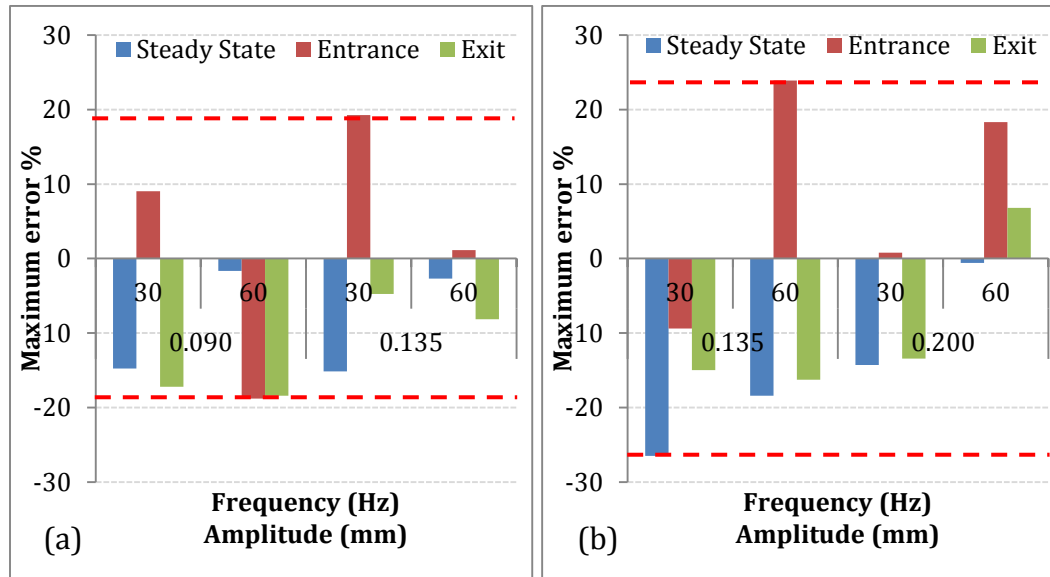 30
Steady State Entrance Exit
20
10
0
-10
-20
-30
Maximum error %
30 60 30 60
0.090 0.135
Frequency (Hz)
Amplitude (mm)
(a)
30
Steady State Entrance Exit
20
10
0
10
-20
-30
Maximum error %
30 60 30 60
0.135 0.200
Frequency (Hz)
Amplitude (mm)
(b)